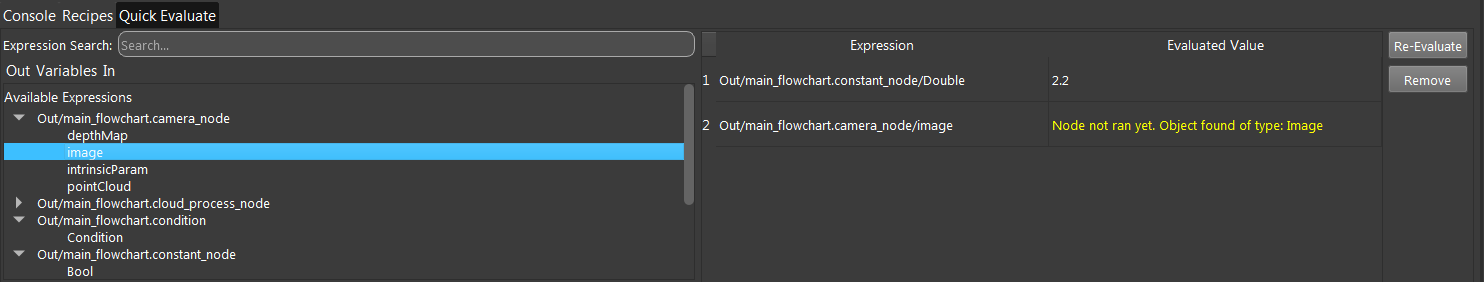 Console Recipes Quick Evaluate
Expression Search: Search...
Out Variables In
Available Expressions
Out/main_flowchart.camera_node
depthMap
image
intrinsicParam
pointCloud
Out/main_flowchart.cloud_process_node
Out/main_flowchart.condition
Condition
Out/main_flowchart.constant_node
Bool
Expression Evaluated Value
1 Out/main_flowchart.constant_node/Double 2.2
2 Out/main_flowchart.camera_node/image Node not ran yet. Object found of type: Image
Re-Evaluate
Remove